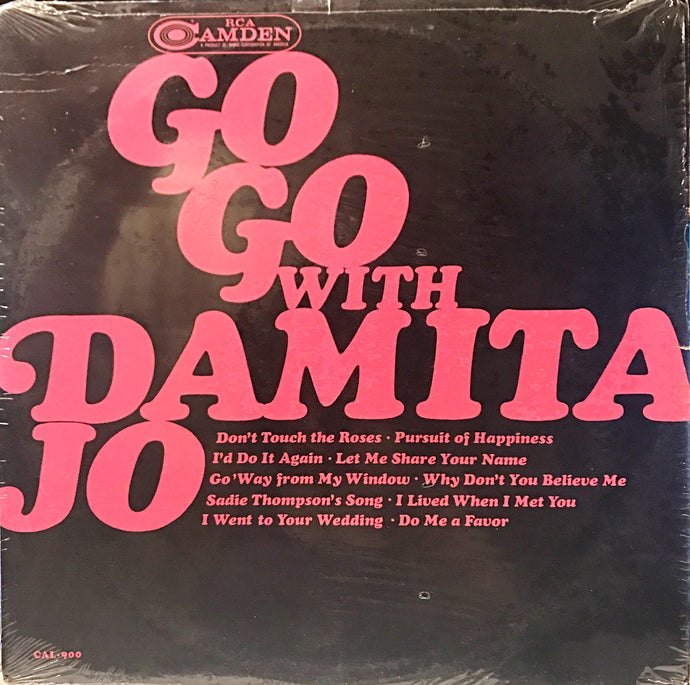 RCA
CAMDEN
A PRODUCT OF RADIO CORPORATION OF AMERICA
GO
GO
WITH
DAMITA
JO
Don't Touch the Roses · Pursuit of Happiness
I'd Do It Again · Let Me Share Your Name
Go 'Way from My Window · Why Don't You Believe Me
Sadie Thompson's Song · I Lived When I Met You
I Went to Your Wedding · Do Me a Favor
CAL-900